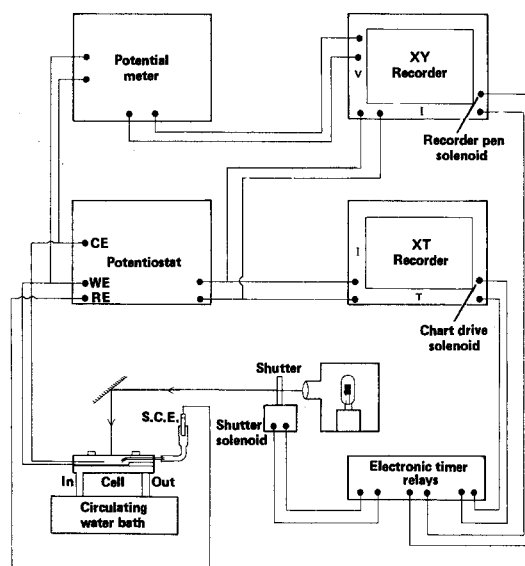 Potential
meter
XY
Recorder
V
I
Recorder pen
solenoid
CE
Potentiostat
WE
RE
I
XT
Recorder
T
Chart drive
solenoid
Shutter
S.C.E.
Shutter
solenoid
In
Cell
Out
Circulating
water bath
Electronic timer
relays